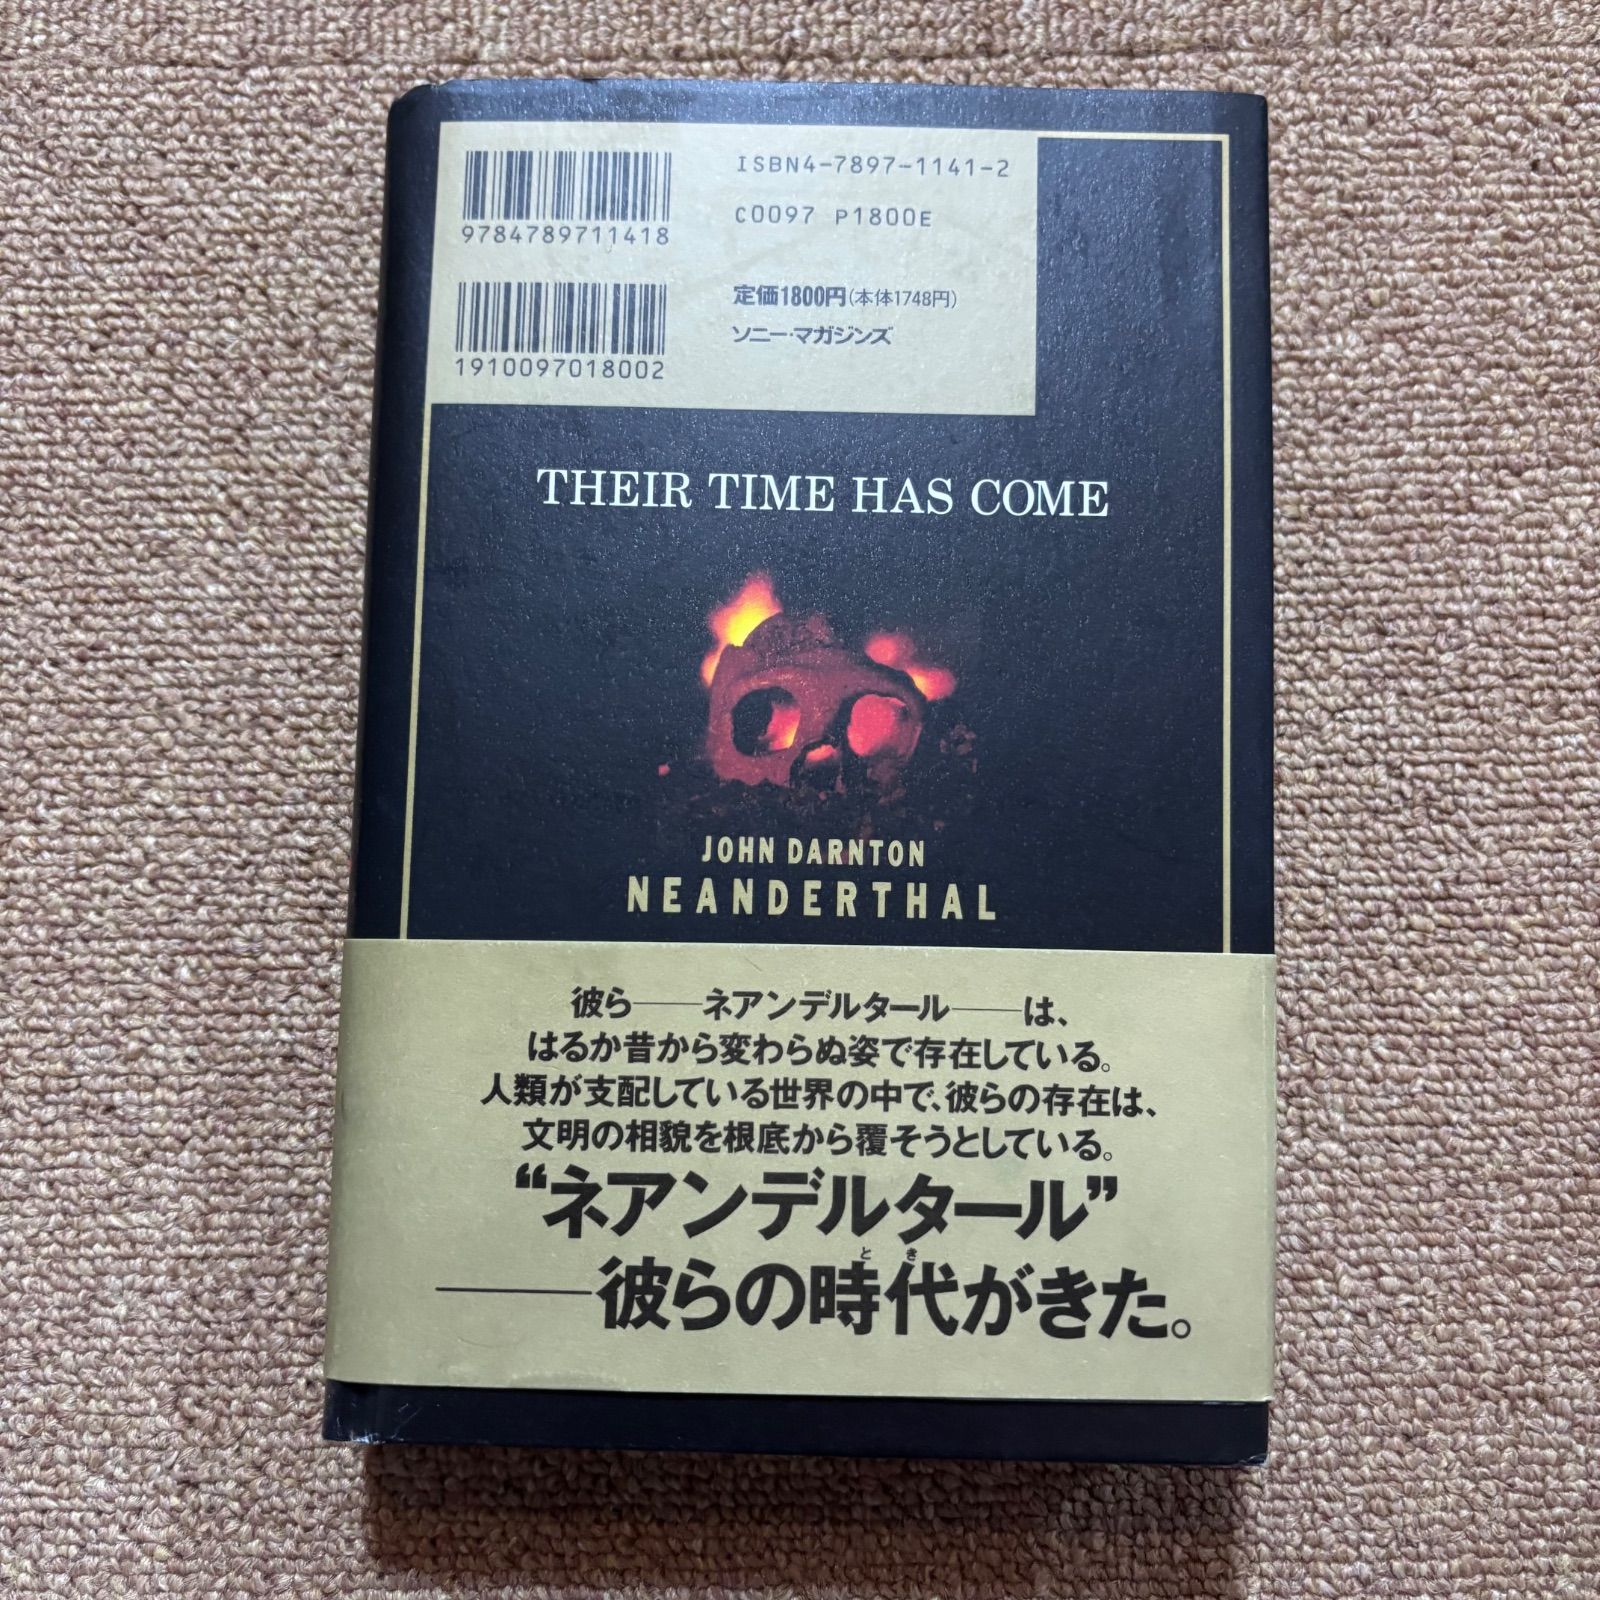 ISBN4-7897-1141-2
9784789711418
C0097 P1800E
定価1800円(本体1748円)
ソニー・マガジンズ
1910097018002
THEIR TIME HAS COME
JOHN DARNTON
NEANDERTHAL
彼ら――ネアンデルタール――は、
はるか昔から変わらぬ姿で存在している。
人類が支配している世界の中で、彼らの存在は、
文明の相貌を根底から覆そうとしている。
“ネアンデルタール”
とき
――彼らの時代がきた。